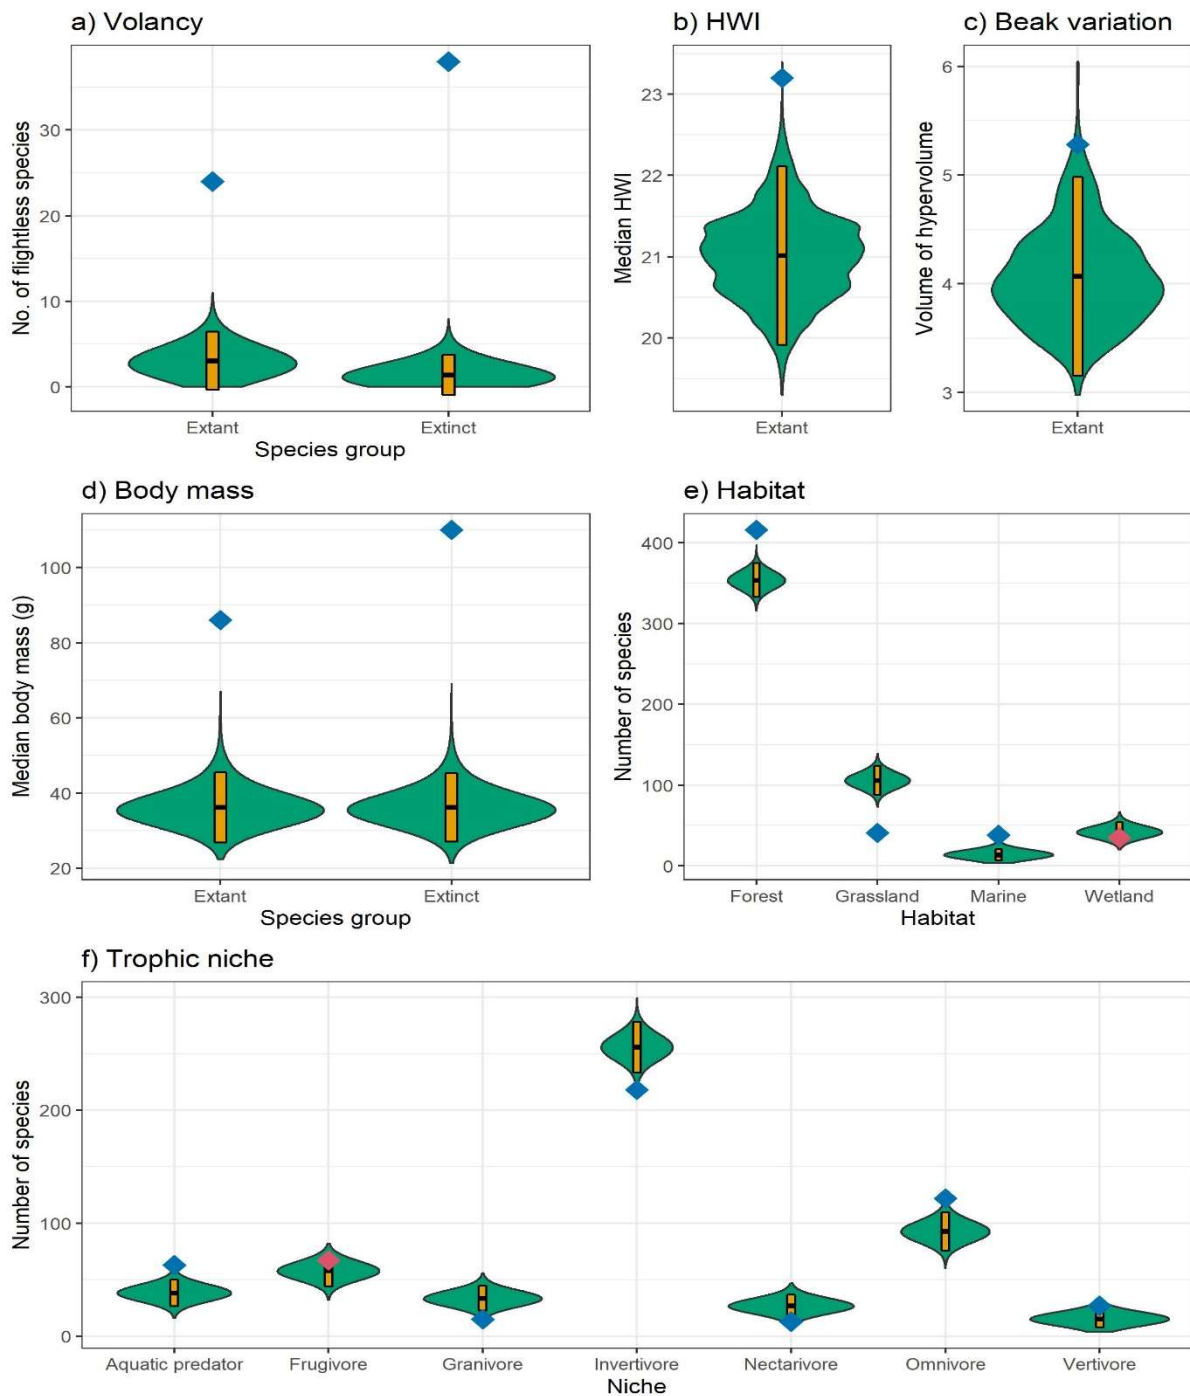 a) Volancy
No. of flightless species
30
20
10
0
Extant
Extinct
Species group
b) HWI
Median HWI
23
22
21
20
Extant
c) Beak variation
Volume of hypervolume
6
5
4
3
Extant
d) Body mass
Median body mass (g)
100
80
60
40
20
Extant
Extinct
Species group
e) Habitat
Number of species
400
300
200
100
0
Forest
Grassland
Marine
Wetland
Habitat
f) Trophic niche
Number of species
300
200
100
0
Aquatic predator
Frugivore
Granivore
Invertivore
Nectarivore
Omnivore
Vertivore
Niche